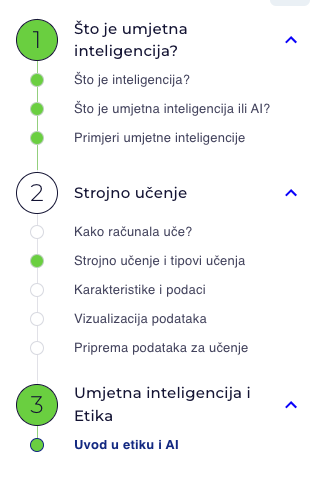 1
Što je umjetna
inteligencija?
Što je inteligencija?
Što je umjetna inteligencija ili AI?
Primjeri umjetne inteligencije
2
Strojno učenje
Kako računala uče?
Strojno učenje i tipovi učenja
Karakteristike i podaci
Vizualizacija podataka
Priprema podataka za učenje
3
Umjetna inteligencija i
Etika
Uvod u etiku i AI